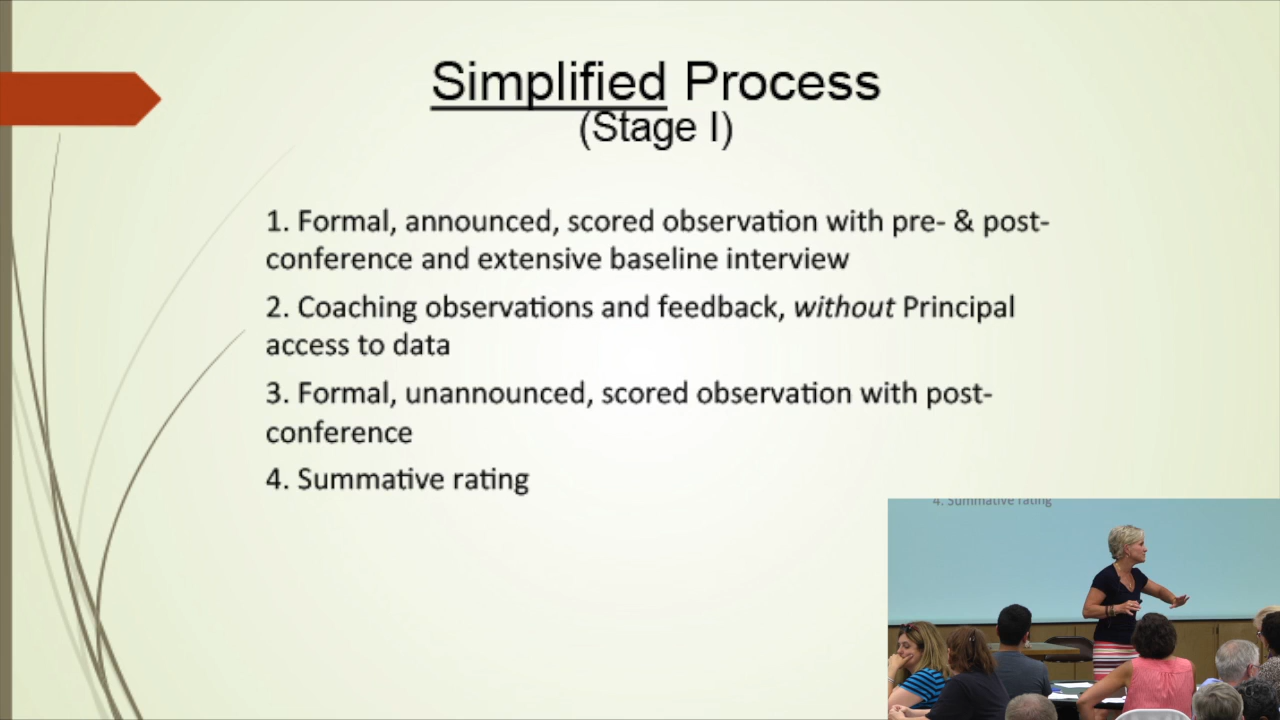 Simplified Process
(Stage I)
1. Formal, announced, scored observation with pre- & post-
conference and extensive baseline interview
2. Coaching observations and feedback, without Principal
access to data
3. Formal, unannounced, scored observation with post-
conference
4. Summative rating
4. Summative rating